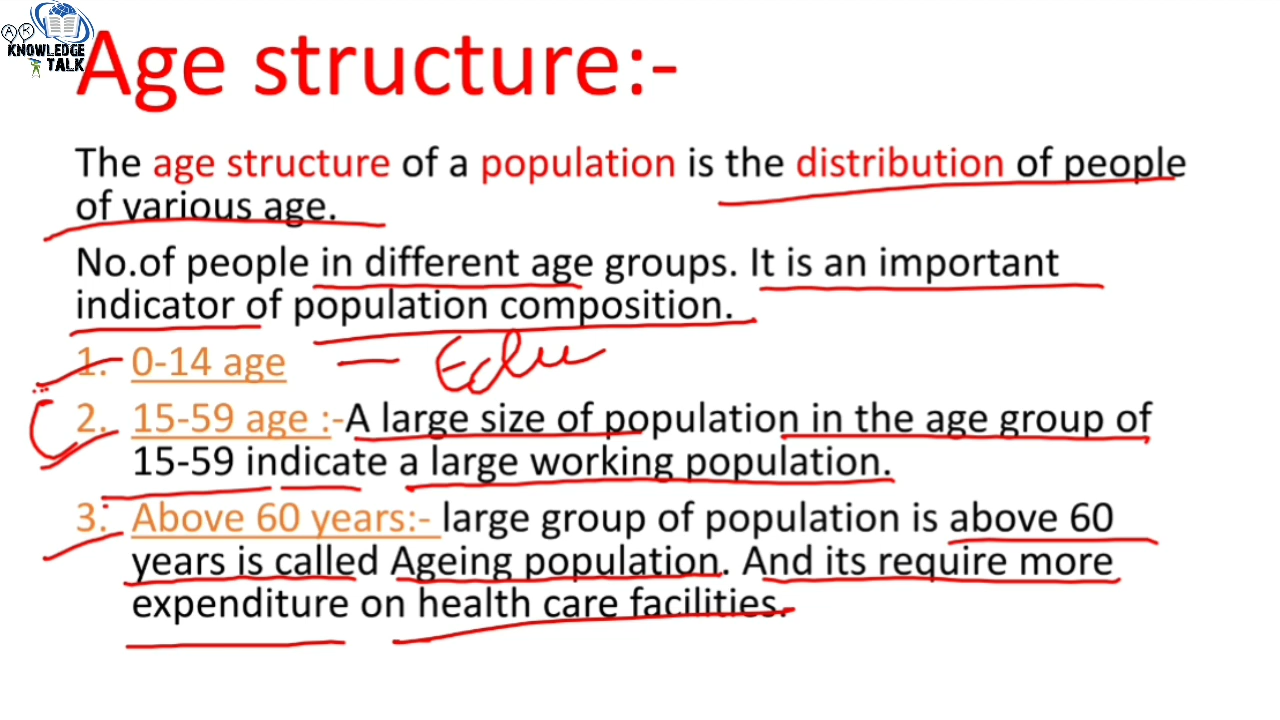 A K
KNOWLEDGE
TALK
Age structure:-
The age structure of a population is the distribution of people
of various age.
No.of people in different age groups. It is an important
indicator of population composition.
1. 0-14 age = Edu
2. 15-59 age :-A large size of population in the age group of
15-59 indicate a large working population.
3. Above 60 years:- large group of population is above 60
years is called Ageing population. And its require more
expenditure on health care facilities.